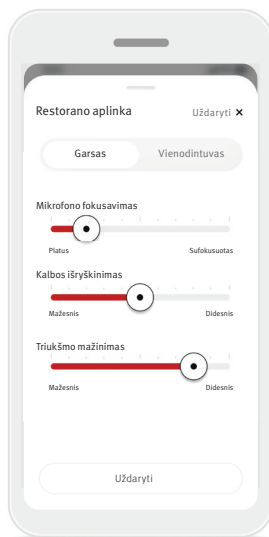 Restorano aplinka
Uždaryti ×
Garsas
Vienodintuvas
Mikrofono fokusavimas
Platus
Sufokusuotas
Kalbos išryškinimas
Mažesnis
Didesnis
Triukšmo mažinimas
Mažesnis
Didesnis
Uždaryti